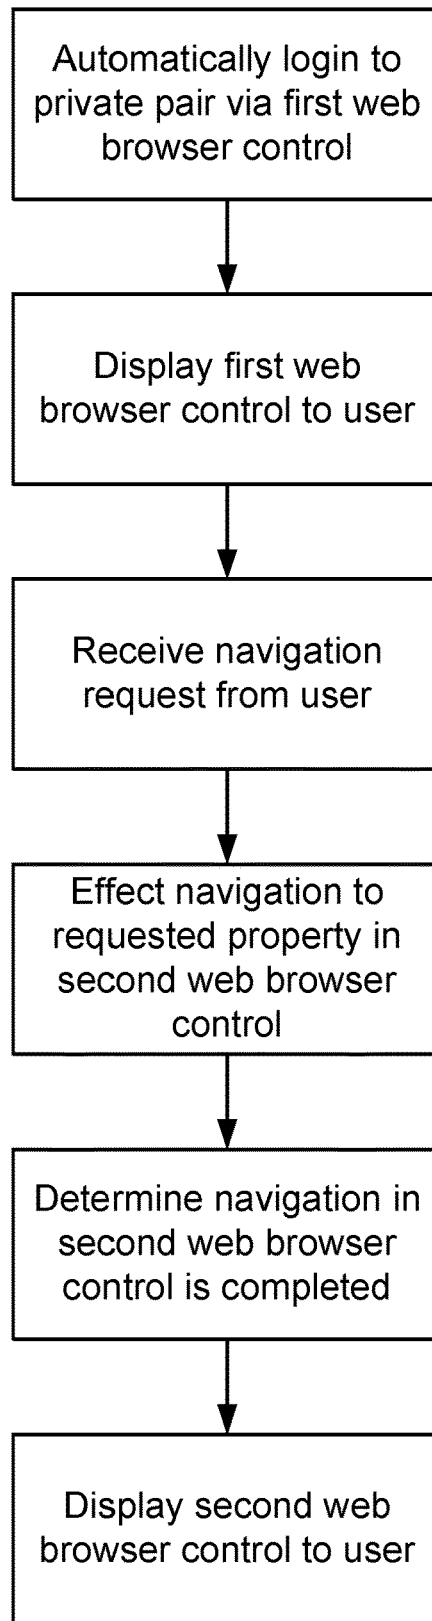 Automatically login to
private pair via first web
browser control
Display first web
browser control to user
Receive navigation
request from user
Effect navigation to
requested property in
second web browser
control
Determine navigation in
second web browser
control is completed
Display second web
browser control to user